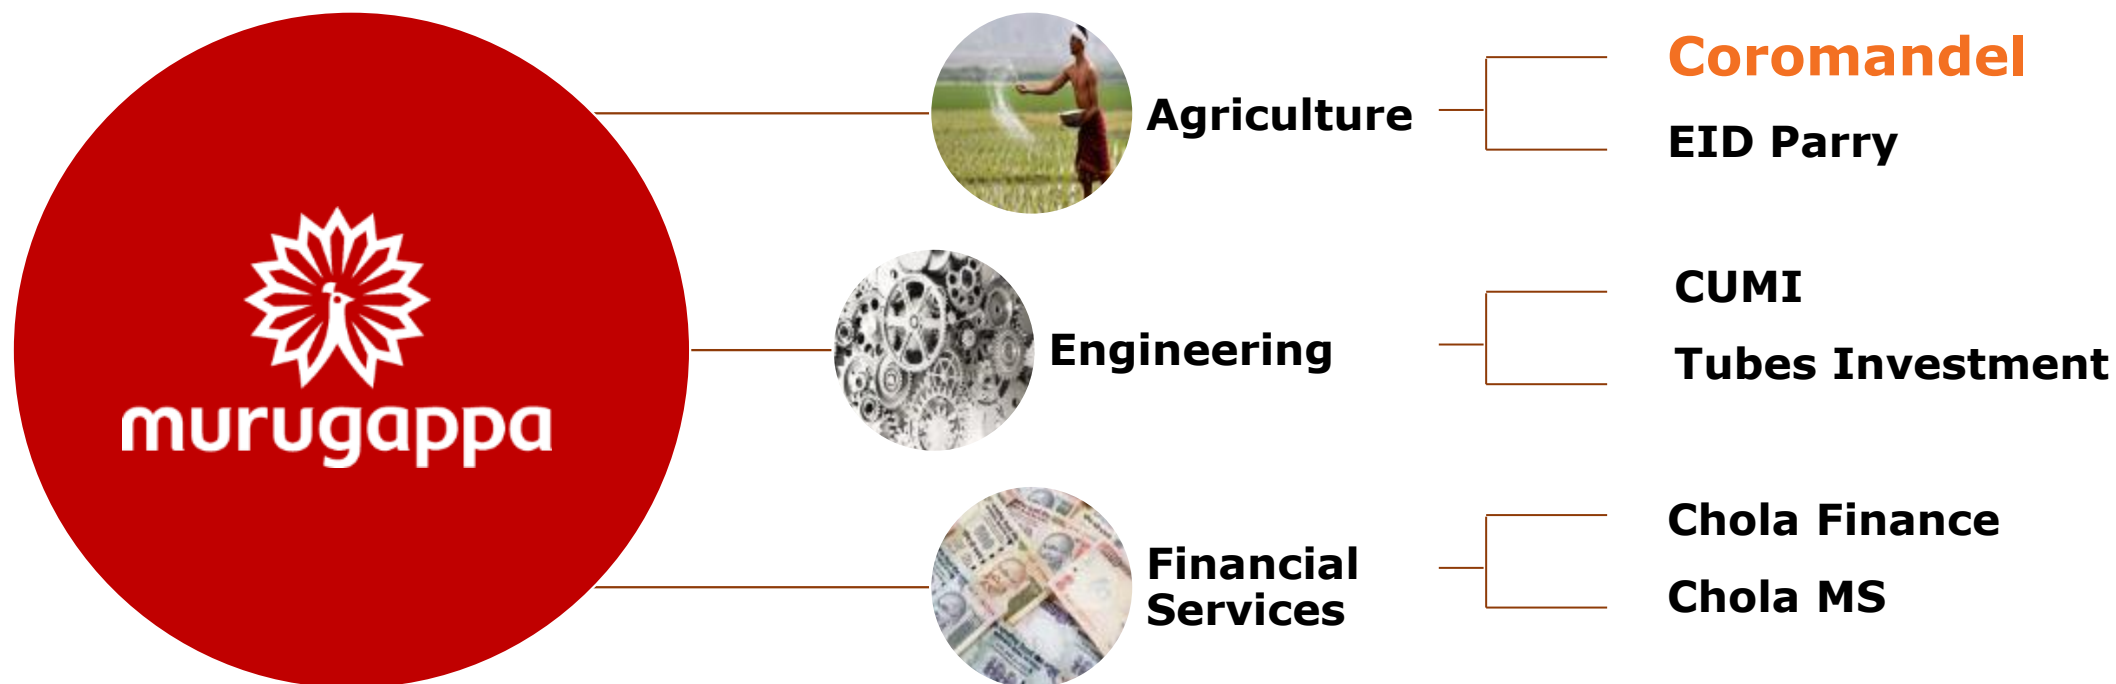 murugappa
Agriculture
Coromandel
EID Parry
Engineering
CUMI
Tubes Investment
Financial
Services
Chola Finance
Chola MS